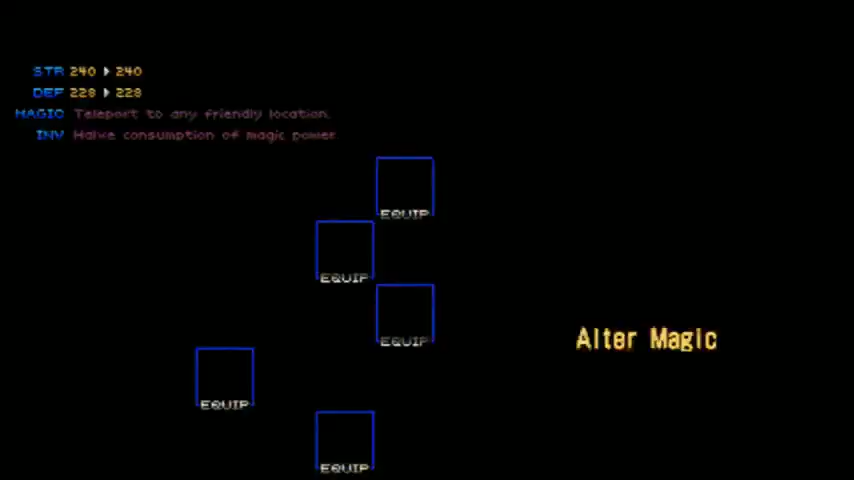 STR 240 ▶ 240
DEF 228 ▶ 228
MAGIC Teleport to any friendly location.
INV Halve consumption of magic power
EQUIP
EQUIP
EQUIP
Alter Magic
EQUIP
EQUIP